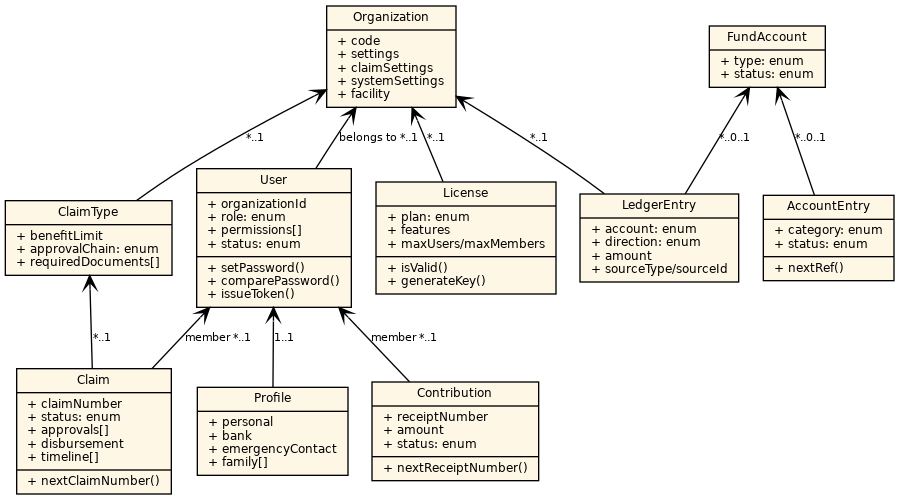 Organization
+ code
+ settings
+ claimSettings
+ systemSettings
+ facility
FundAccount
+ type: enum
+ status: enum
*..1
belongs to *..1
*..1
*..1
*..0..1
*..0..1
ClaimType
+ benefitLimit
+ approvalChain: enum
+ requiredDocuments[]
User
+ organizationId
+ role: enum
+ permissions[]
+ status: enum
+ setPassword()
+ comparePassword()
+ issueToken()
License
+ plan: enum
+ features
+ maxUsers/maxMembers
+ isValid()
+ generateKey()
LedgerEntry
+ account: enum
+ direction: enum
+ amount
+ sourceType/sourceId
AccountEntry
+ category: enum
+ status: enum
+ nextRef()
*..1
member *..1
1..1
member *..1
Claim
+ claimNumber
+ status: enum
+ approvals[]
+ disbursement
+ timeline[]
+ nextClaimNumber()
Profile
+ personal
+ bank
+ emergencyContact
+ family[]
Contribution
+ receiptNumber
+ amount
+ status: enum
+ nextReceiptNumber()